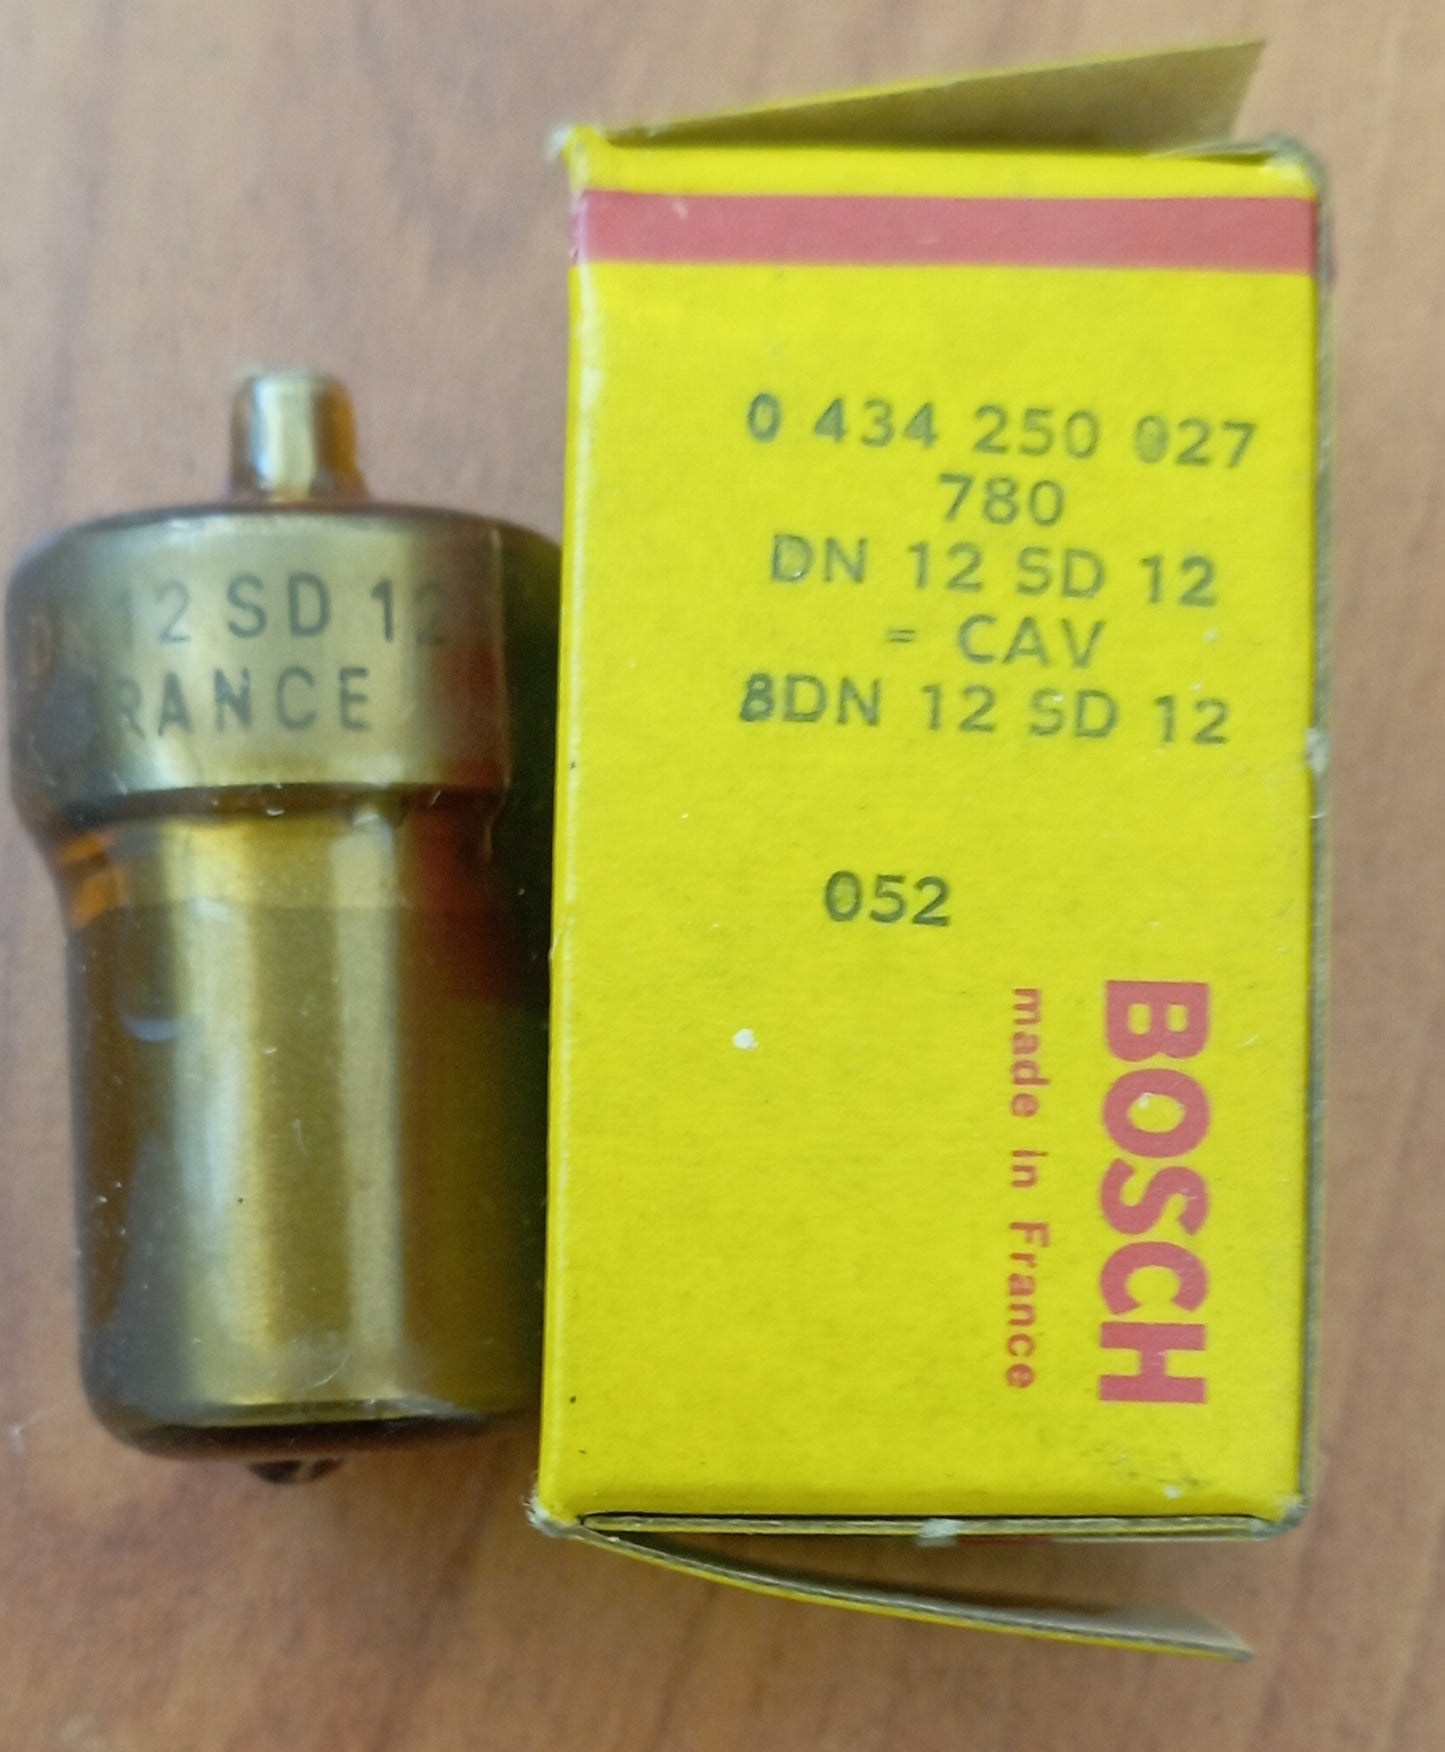 12 SD 12
RANCE
0 434 250 027
780
DN 12 SD 12
= CAV
8DN 12 SD 12
052
BOSCH
made in France